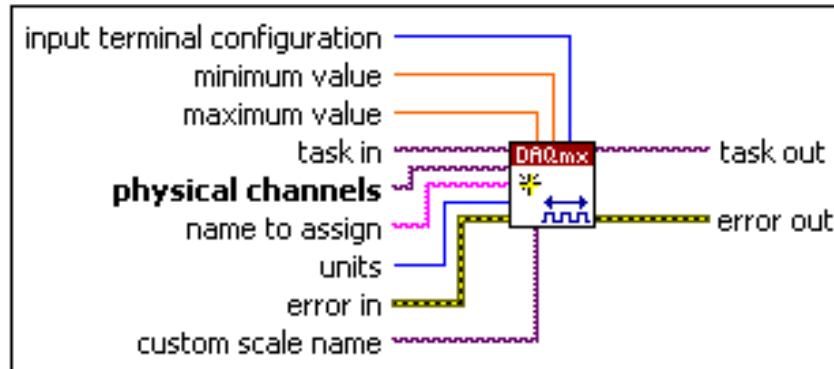 input terminal configuration
minimum value
maximum value
task in
DAQmx
task out
physical channels
name to assign
error out
units
error in
custom scale name